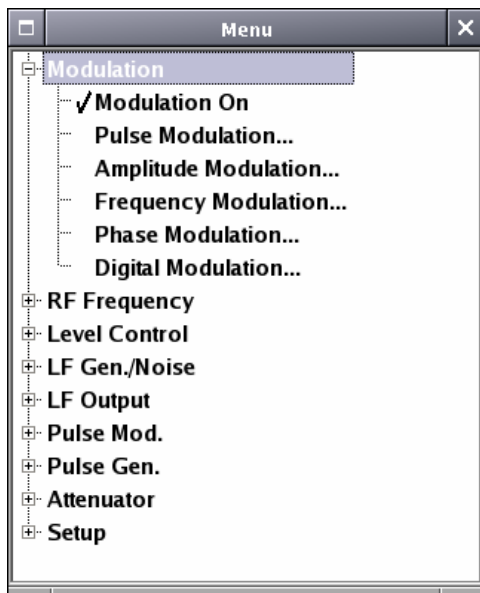 Menu
Modulation
Modulation On
Pulse Modulation...
Amplitude Modulation...
Frequency Modulation...
Phase Modulation...
Digital Modulation...
RF Frequency
Level Control
LF Gen./Noise
LF Output
Pulse Mod.
Pulse Gen.
Attenuator
Setup